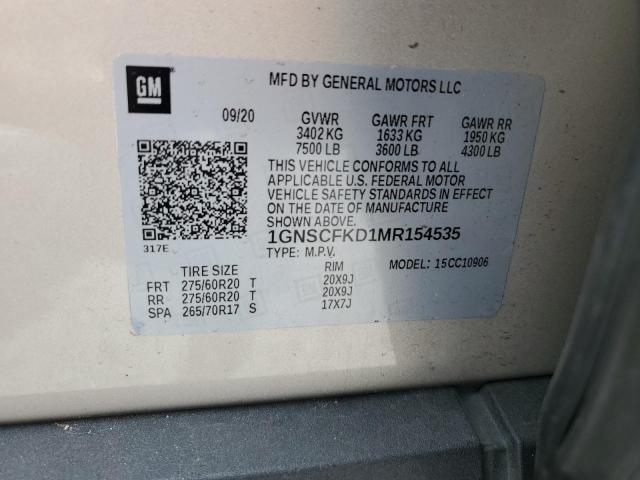 GM
MFD BY GENERAL MOTORS LLC
09/20 GVWR GAWR FRT GAWR RR
3402 KG 1633 KG 1950 KG
7500 LB 3600 LB 4300 LB
THIS VEHICLE CONFORMS TO ALL
APPLICABLE U.S. FEDERAL MOTOR
VEHICLE SAFETY STANDARDS IN EFFECT
ON THE DATE OF MANUFACTURE
SHOWN ABOVE.
1GNSCFKD1MR154535
317E
TYPE: M.P.V. MODEL: 15CC10906
TIRE SIZE RIM
FRT 275/60R20 T 20X9J
RR 275/60R20 T 20X9J
SPA 265/70R17 S 17X7J